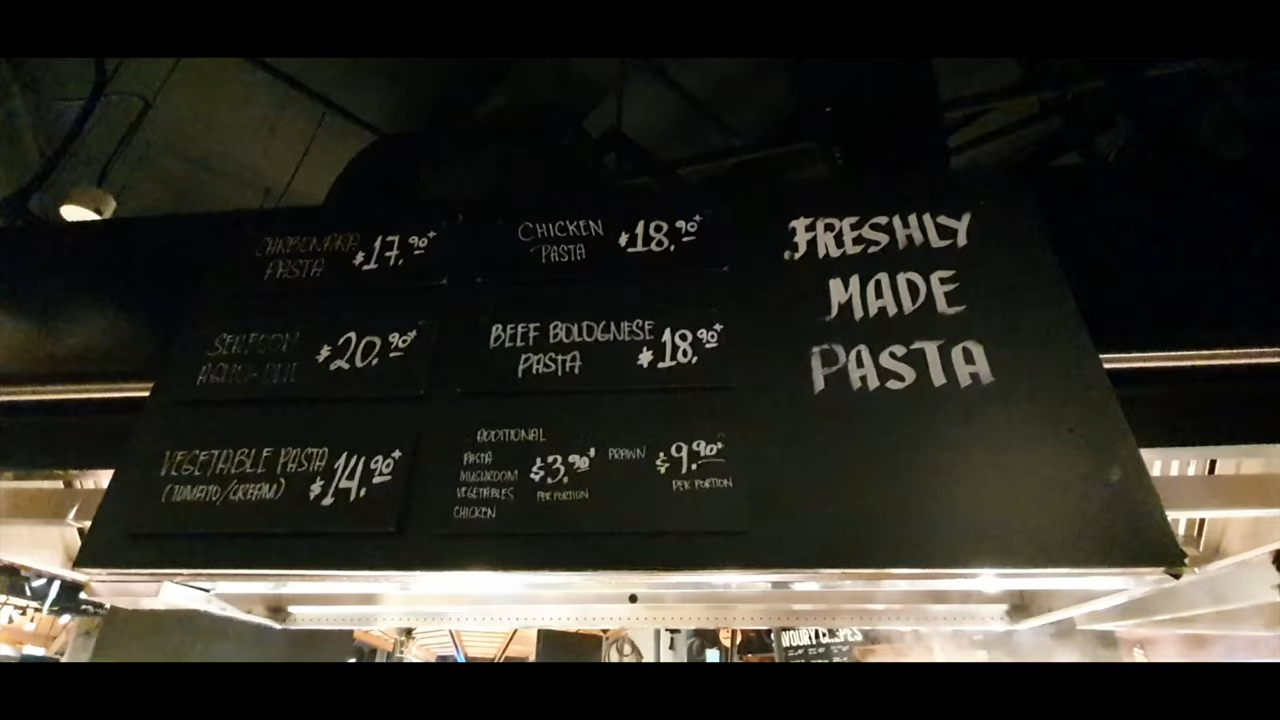 CARBONARA
PASTA
$17.90+
CHICKEN
PASTA
$18.90+
FRESHLY
MADE
PASTA
SEAFOOD
$20.90+
BEEF BOLOGNESE
PASTA
$18.90+
VEGETABLE PASTA
(TOMATO/CREAM)
$14.90+
ADDITIONAL
PASTA
MUSHROOM
VEGETABLES
CHICKEN
$3.90+
PER PORTION
PRAWN
$9.90+
PER PORTION